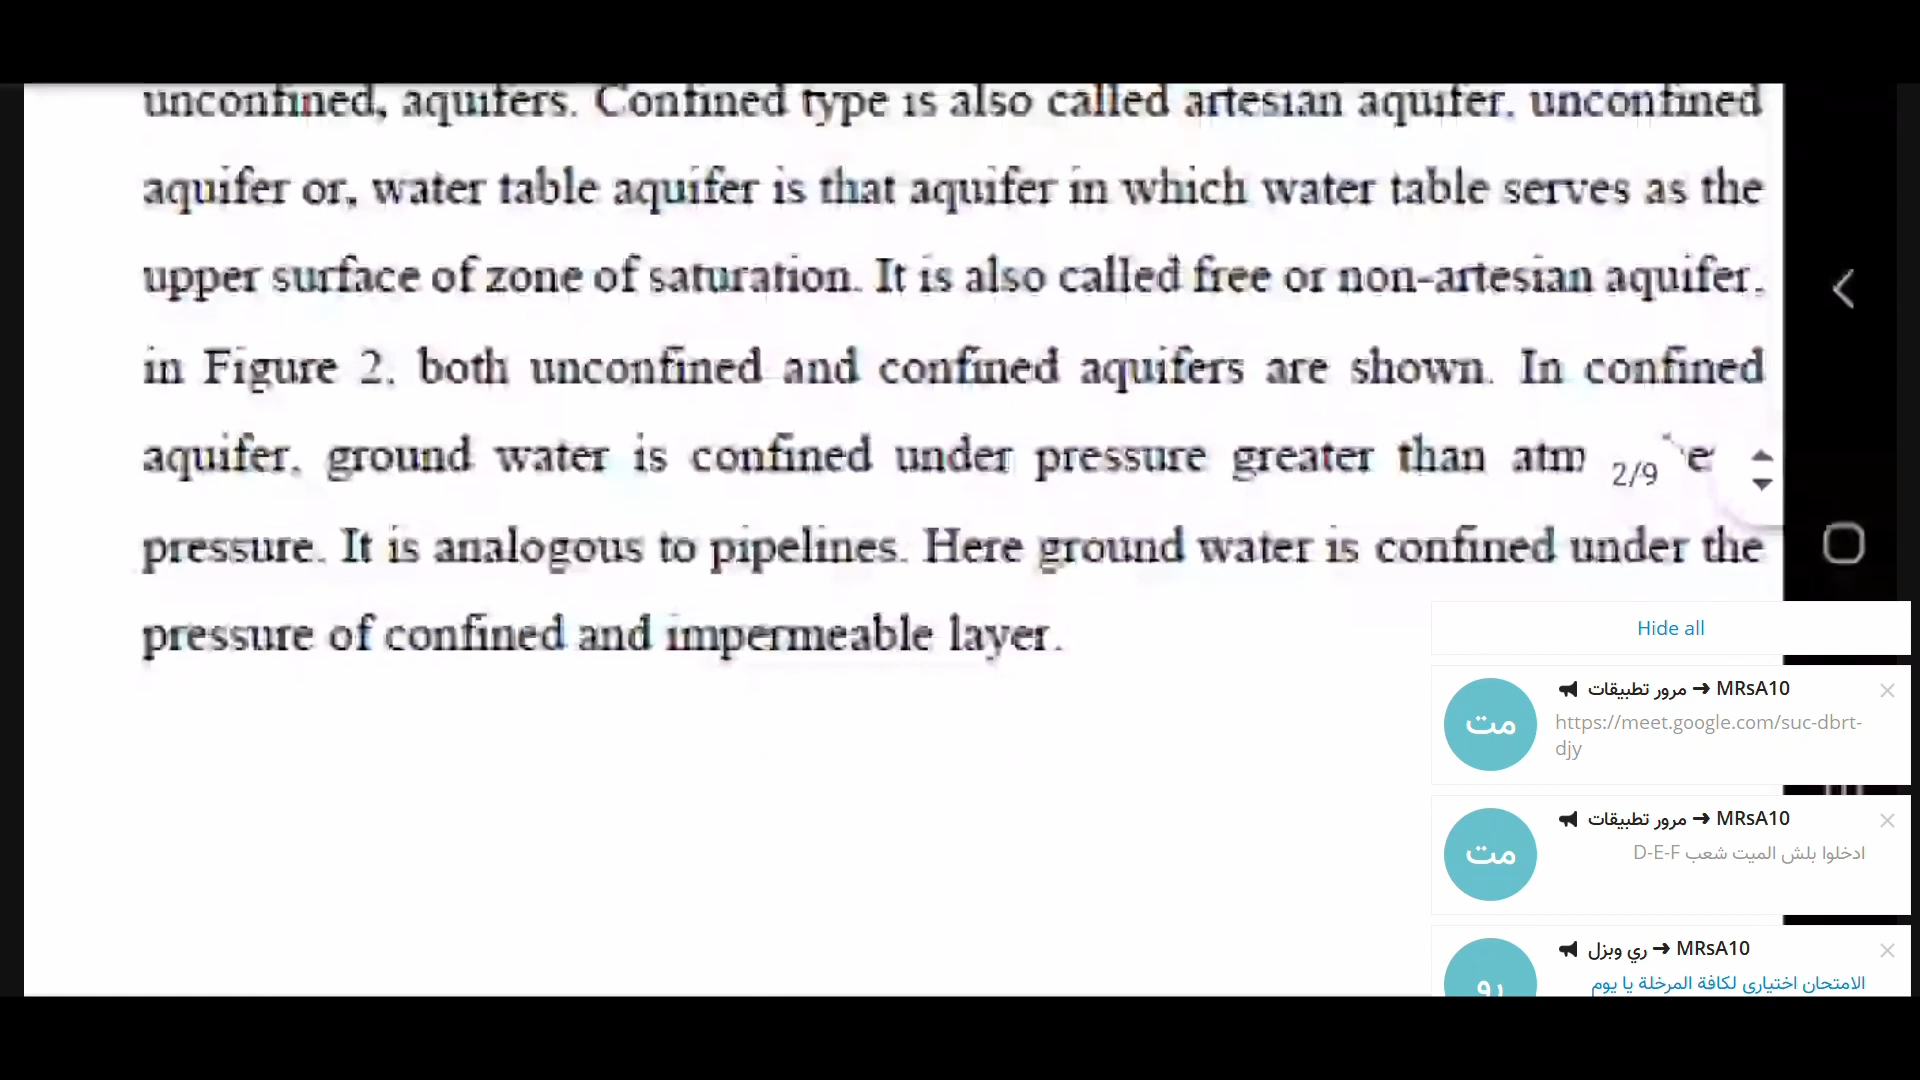 unconfined, aquifers. Confined type is also called artesian aquifer, unconfined
aquifer or, water table aquifer is that aquifer in which water table serves as the
upper surface of zone of saturation. It is also called free or non-artesian aquifer,
in Figure 2, both unconfined and confined aquifers are shown. In confined
aquifer, ground water is confined under pressure greater than atm
pressure. It is analogous to pipelines. Here ground water is confined under the
pressure of confined and impermeable layer.
2/9
Hide all
مت
مرور تطبيقات ➜ MRsA10
https://meet.google.com/suc-dbrt-
djy
مت
مرور تطبيقات ➜ MRsA10
ادخلوا بلش الميت شعب D-E-F
رو
ري وبزل ➜ MRsA10
الامتحان اختياري لكافة المرخلة يا يوم